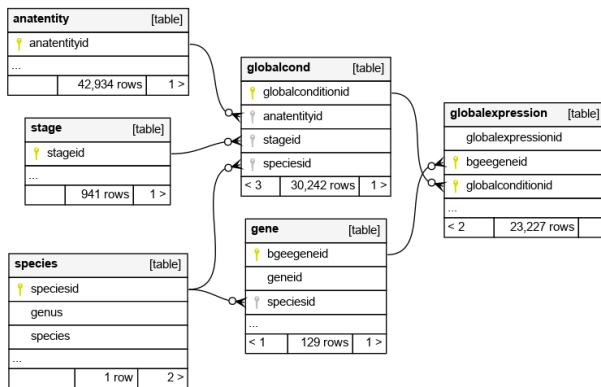 anatentity [table]
anatentityid
...
42,934 rows 1 >
stage [table]
stageid
...
941 rows 1 >
species [table]
speciesid
genus
species
...
1 row 2 >
globalcond [table]
globalconditionid
anatentityid
stageid
speciesid
< 3 30,242 rows 1 >
gene [table]
bgeegeneid
geneid
speciesid
...
< 1 129 rows 1 >
globalexpression [table]
globalexpressionid
bgeegeneid
globalconditionid
...
< 2 23,227 rows